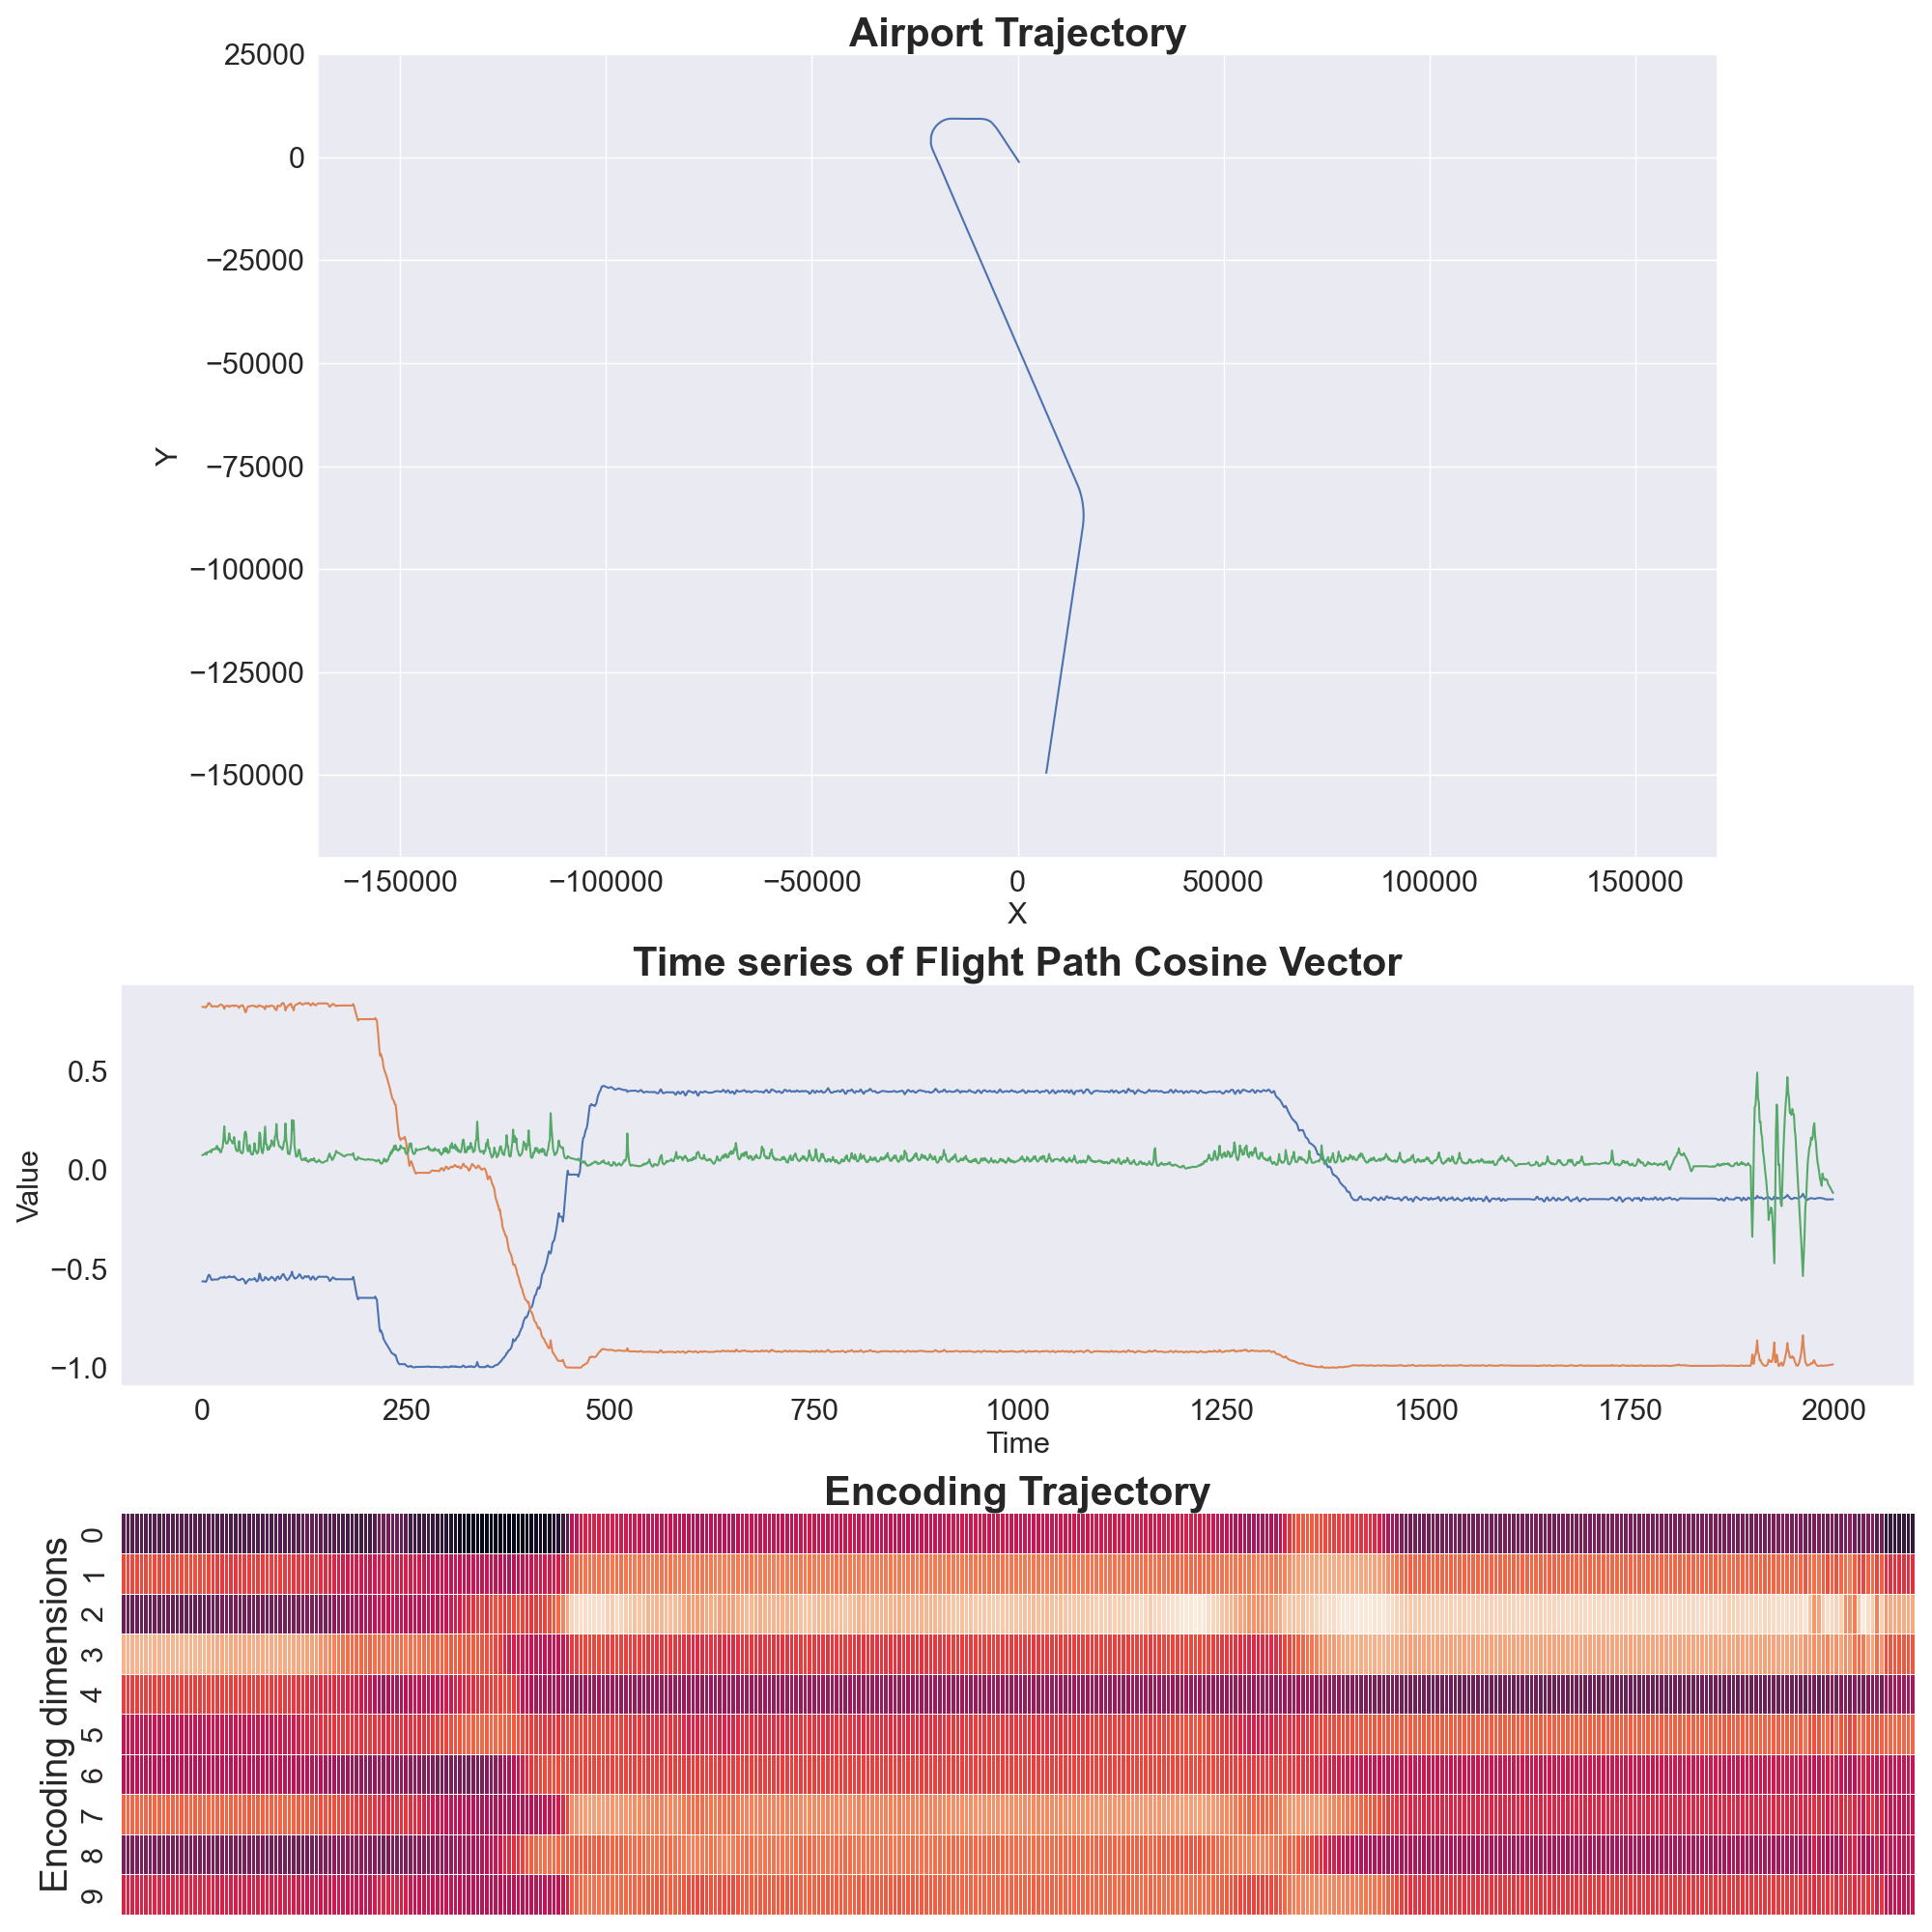 Airport Trajectory
25000
0
−25000
−50000
−75000
−100000
−125000
−150000
Y
−150000 −100000 −50000 0 50000 100000 150000
X
Time series of Flight Path Cosine Vector
0.5
0.0
−0.5
−1.0
Value
0 250 500 750 1000 1250 1500 1750 2000
Time
Encoding Trajectory
Encoding dimensions
0
1
2
3
4
5
6
7
8
9